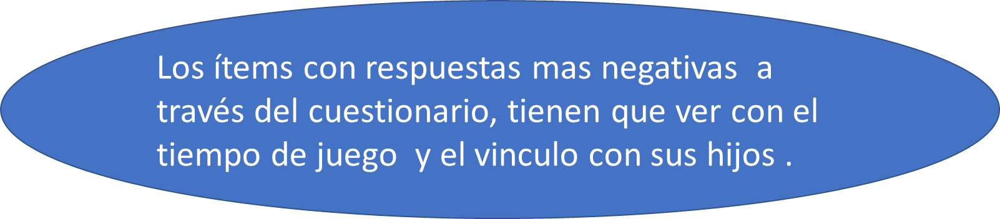 Los ítems con respuestas mas negativas  a
través del cuestionario, tienen que ver con el
tiempo de juego  y el vinculo con sus hijos .